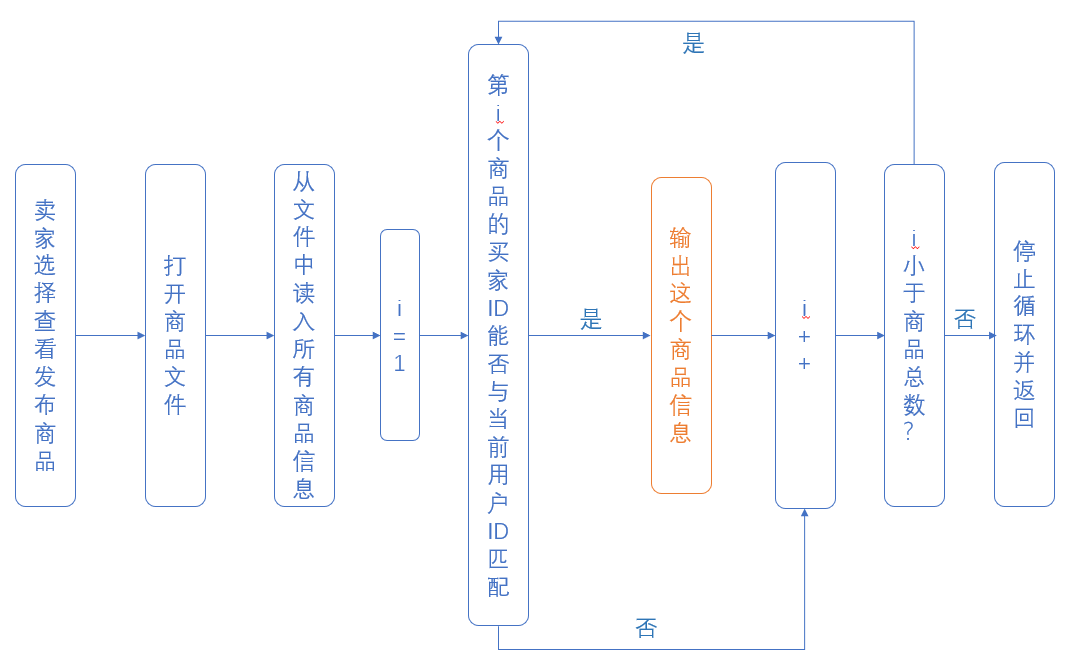 卖家选择查看发布商品
打开商品文件
从文件中读入所有商品信息
i=1
第i个商品的买家ID能否与当前用户ID匹配
是
输出这个商品信息
i++
i小于商品总数?
是
否
停止循环并返回
否